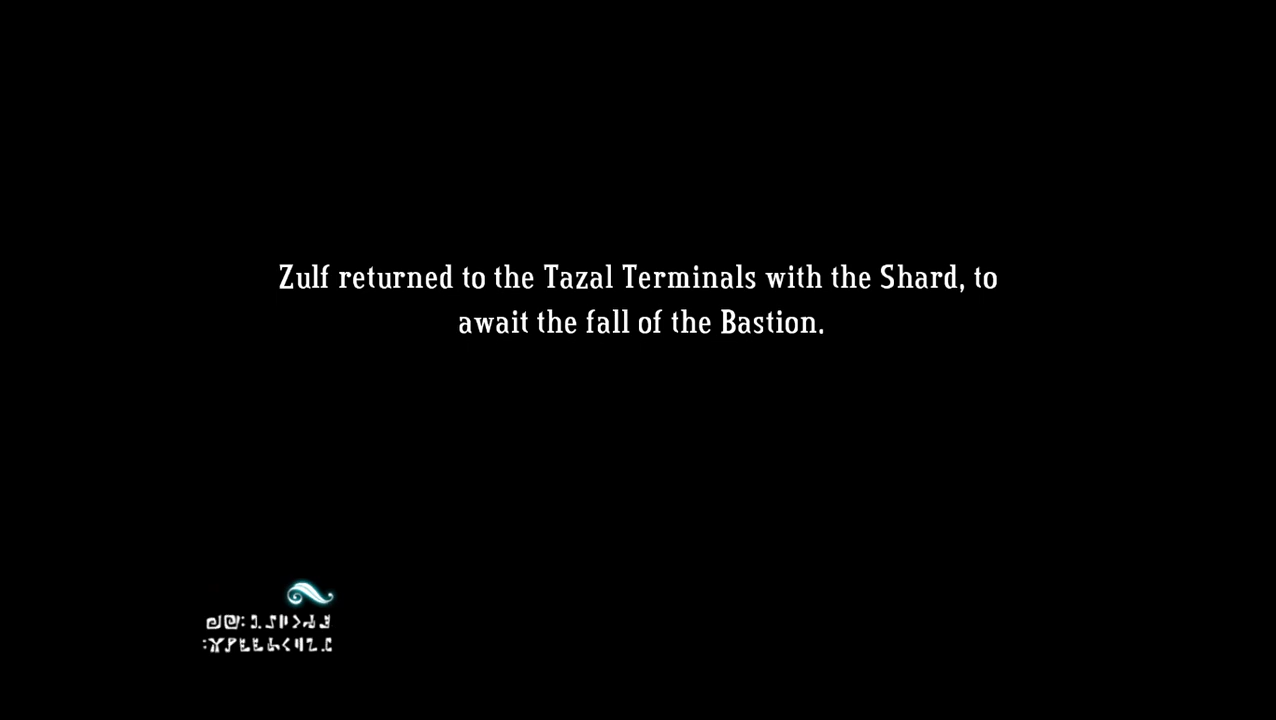 Zulf returned to the Tazal Terminals with the Shard, to
await the fall of the Bastion.